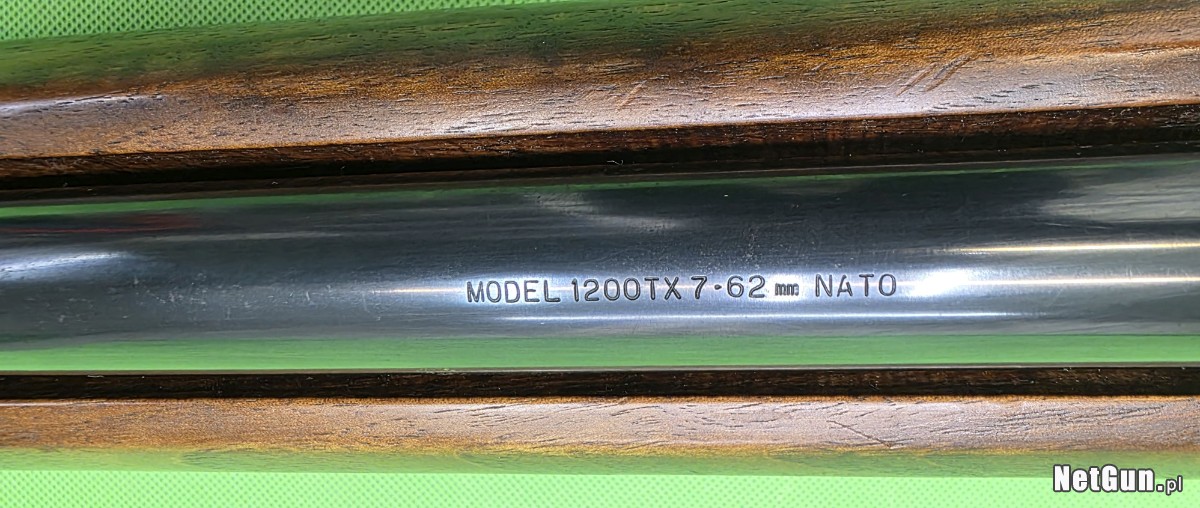 MODEL 1200TX 7·62 mm NATO
NetGun.pl